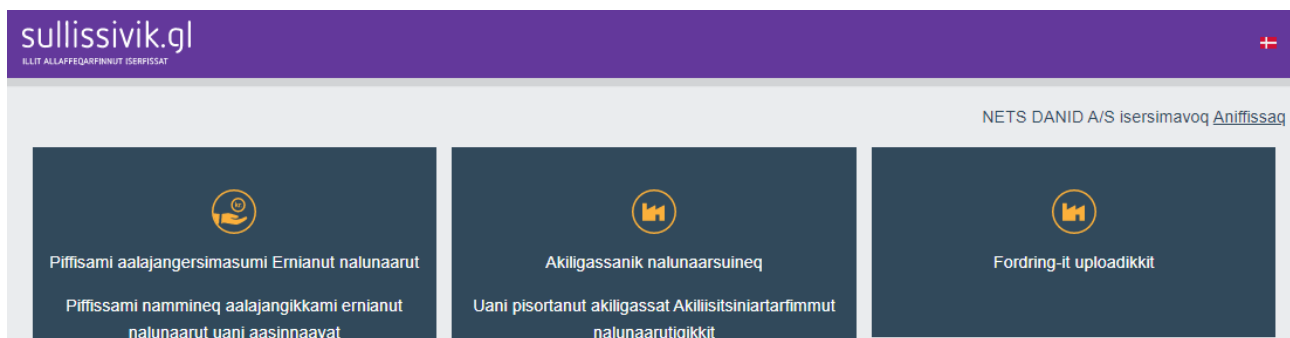 sullissivik.gl
ILLIT ALLAFFEQARFINNUT ISERFISSAT
NETS DANID A/S isersimavoq Aniffissaq
kr
Piffisami aalajangersimasumi Ernianut nalunaarut
Piffissami nammineq aalajangikkami ernianut
nalunaarut uani aasinnaavat
Akiligassanik nalunaarsuineq
Uani pisortanut akiligassat Akiliisitsiniartarfimmut
nalunaarutigikkit
Fordring-it uploadikkit